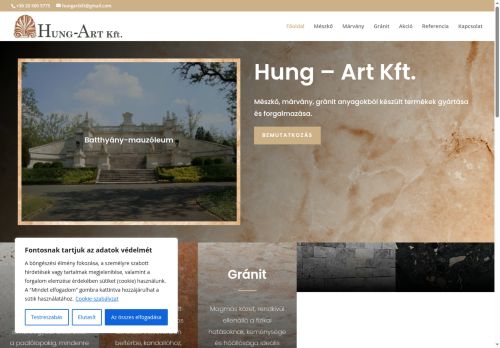 +36 20 500 5775 hungartkft@gmail.com
HUNG-ART KFT.
Főoldal Mészkő Márvány Gránit Akció Referencia Kapcsolat
Hung – Art Kft.
Mészkő, márvány, gránit anyagokból készült termékek gyártása
és forgalmazása.
BEMUTATKOZÁS
Batthyány-mauzóleum
Fontosnak tartjuk az adatok védelmét
A böngészési élmény fokozása, a személyre szabott
hirdetések vagy tartalmak megjelenítése, valamint a
forgalom elemzése érdekében sütiket (cookie) használunk.
A "Mindet elfogadom" gombra kattintva hozzájárulhat a
sütik használatához. Cookie-szabályzat
Testreszabás Elutasít Az összes elfogadása
Gránit
Magmás kőzet, rendkívül
ellenálló a fizikai
hatásoknak, keménysége
és hőállósága ideális
a padlólapokig, mindenre
beltérbe, kandalóhoz,